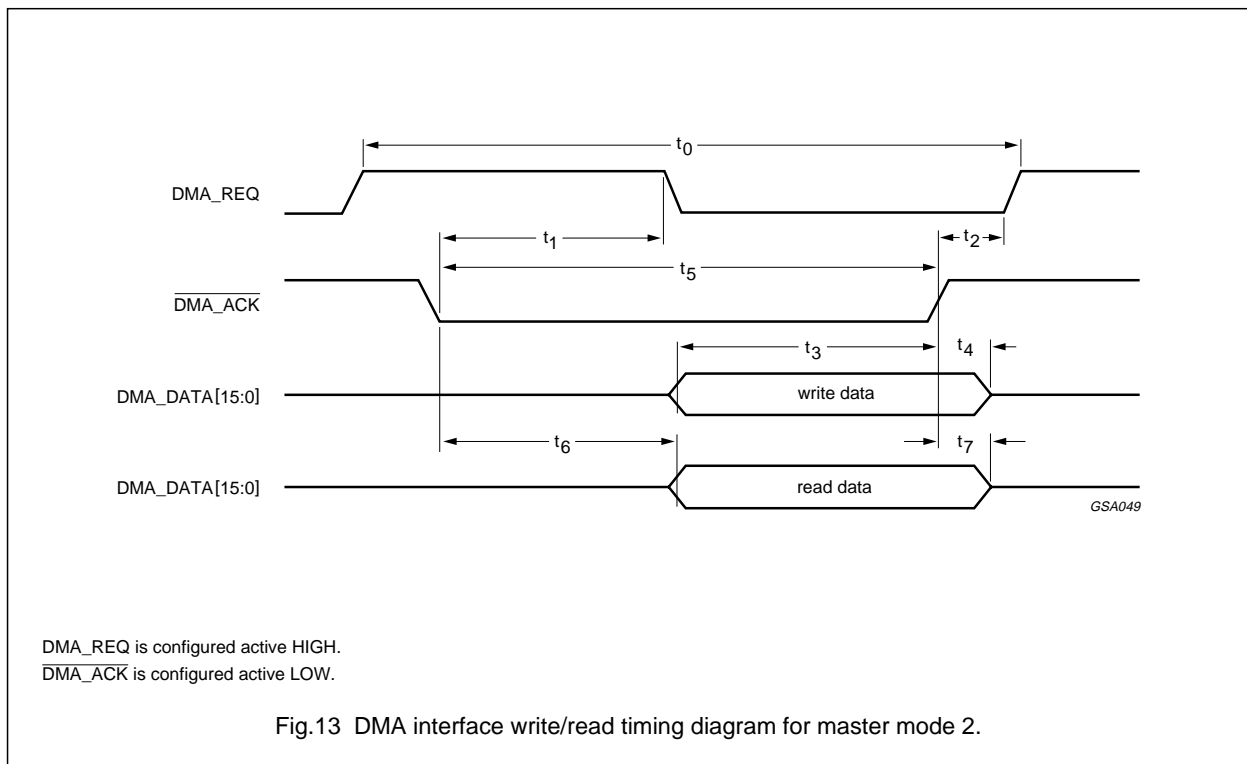 t0
DMA_REQ
t1
t2
t5
DMA_ACK
t3
t4
DMA_DATA[15:0]
write data
t6
t7
DMA_DATA[15:0]
read data
GSA049
DMA_REQ is configured active HIGH.
DMA_ACK is configured active LOW.
Fig.13 DMA interface write/read timing diagram for master mode 2.